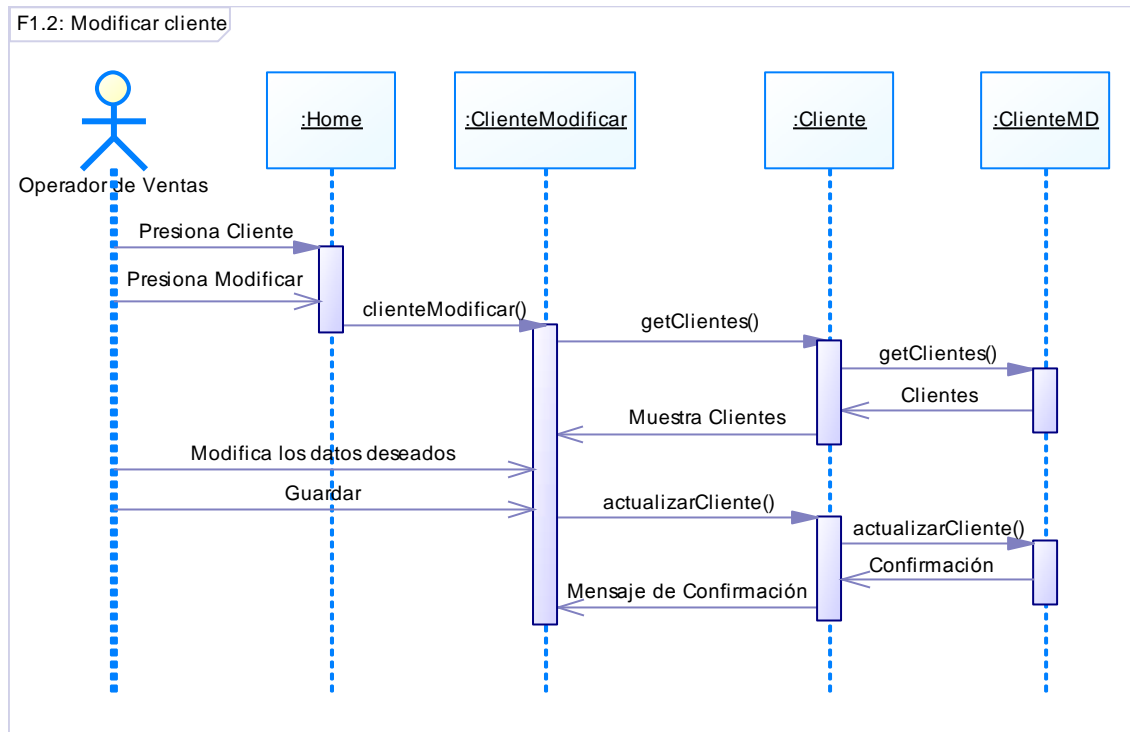 F1.2: Modificar cliente
:Home
:ClienteModificar
:Cliente
:ClienteMD
Operador de Ventas
Presiona Cliente
Presiona Modificar
clienteModificar()
getClientes()
getClientes()
Clientes
Muestra Clientes
Modifica los datos deseados
Guardar
actualizarCliente()
actualizarCliente()
Confirmación
Mensaje de Confirmación